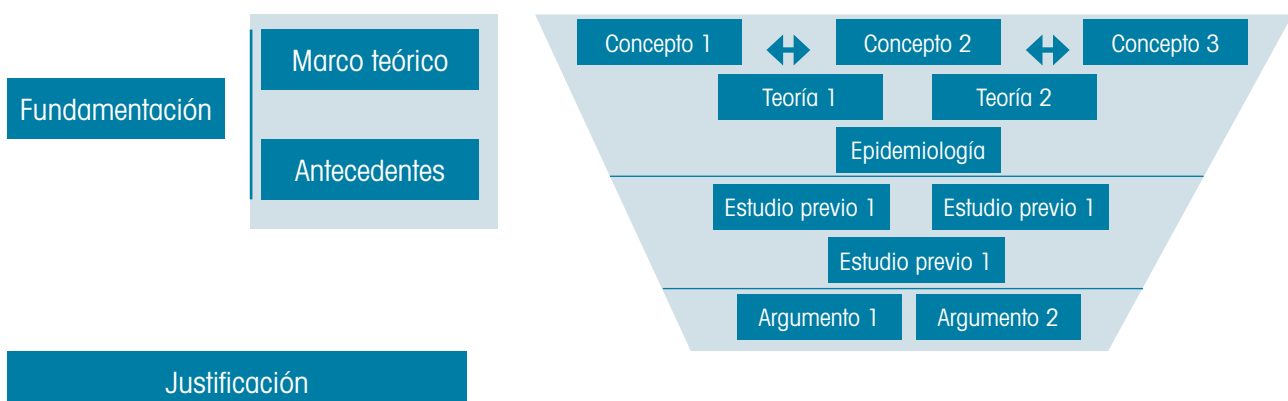 Fundamentación
Marco teórico
Antecedentes
Concepto 1
Concepto 2
Concepto 3
Teoría 1
Teoría 2
Epidemiología
Estudio previo 1
Estudio previo 1
Estudio previo 1
Argumento 1
Argumento 2
Justificación